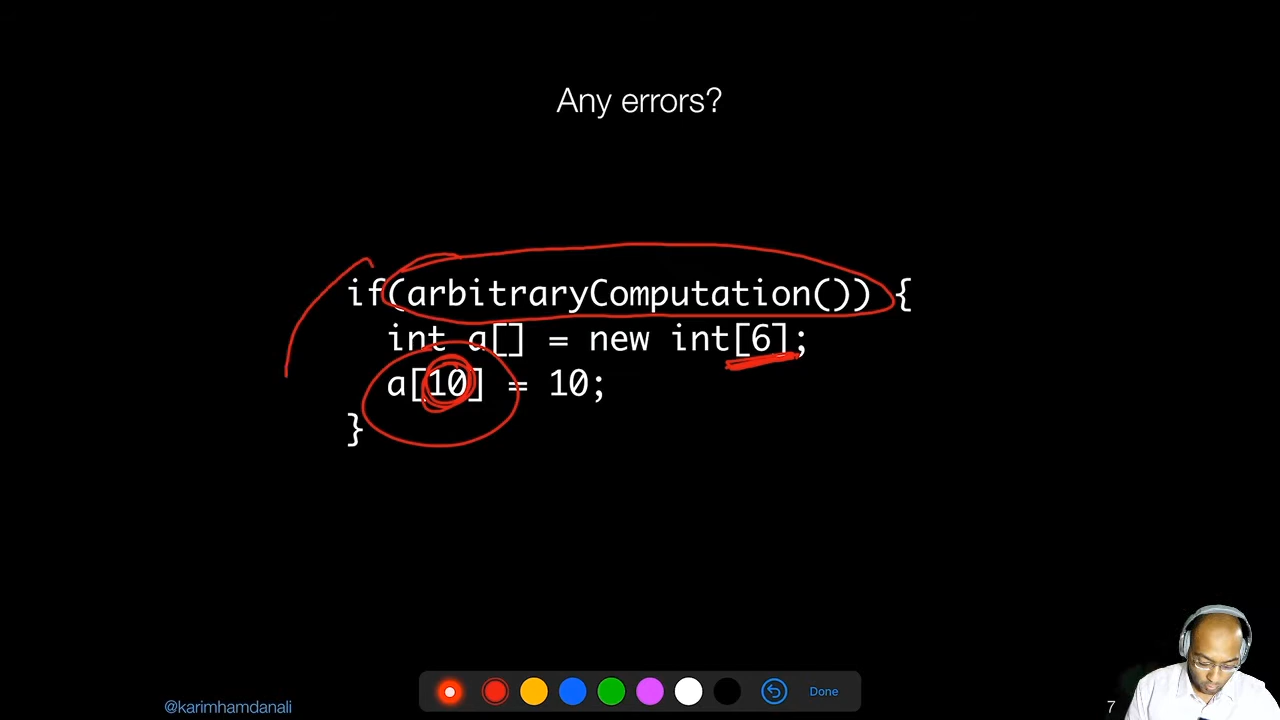 Any errors?
if(arbitraryComputation()) {
int a[] = new int[6];
a[10] = 10;
}
Done
@karimhamdanali
7